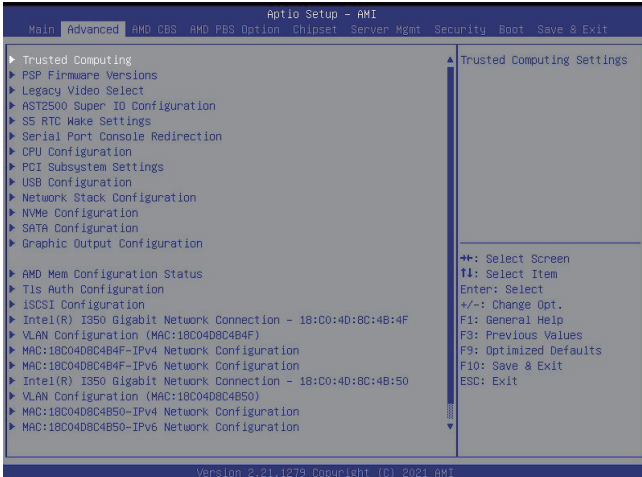 Aptio Setup – AMI
Main Advanced AMD CBS AMD PBS Option Chipset Server Mgmt Security Boot Save & Exit
Trusted Computing
PSP Firmware Versions
Legacy Video Select
AST2500 Super IO Configuration
S5 RTC Wake Settings
Serial Port Console Redirection
CPU Configuration
PCI Subsystem Settings
USB Configuration
Network Stack Configuration
NVMe Configuration
SATA Configuration
Graphic Output Configuration
AMD Mem Configuration Status
Tls Auth Configuration
iSCSI Configuration
Intel(R) I350 Gigabit Network Connection – 18:C0:4D:8C:4B:4F
VLAN Configuration (MAC:18C04D8C4B4F)
MAC:18C04D8C4B4F-IPv4 Network Configuration
MAC:18C04D8C4B4F-IPv6 Network Configuration
Intel(R) I350 Gigabit Network Connection – 18:C0:4D:8C:4B:50
VLAN Configuration (MAC:18C04D8C4B50)
MAC:18C04D8C4B50-IPv4 Network Configuration
MAC:18C04D8C4B50-IPv6 Network Configuration
Trusted Computing Settings
→←: Select Screen
↑↓: Select Item
Enter: Select
+/-: Change Opt.
F1: General Help
F3: Previous Values
F9: Optimized Defaults
F10: Save & Exit
ESC: Exit
Version 2.21.1279 Copyright (C) 2021 AMI